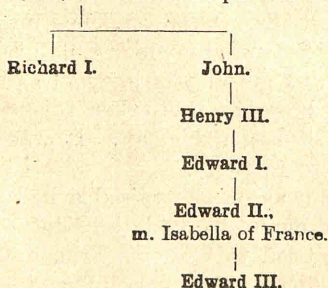 Richard I. John.
Henry III.
Edward I.
Edward II.,
m. Isabella of France.
Edward III.